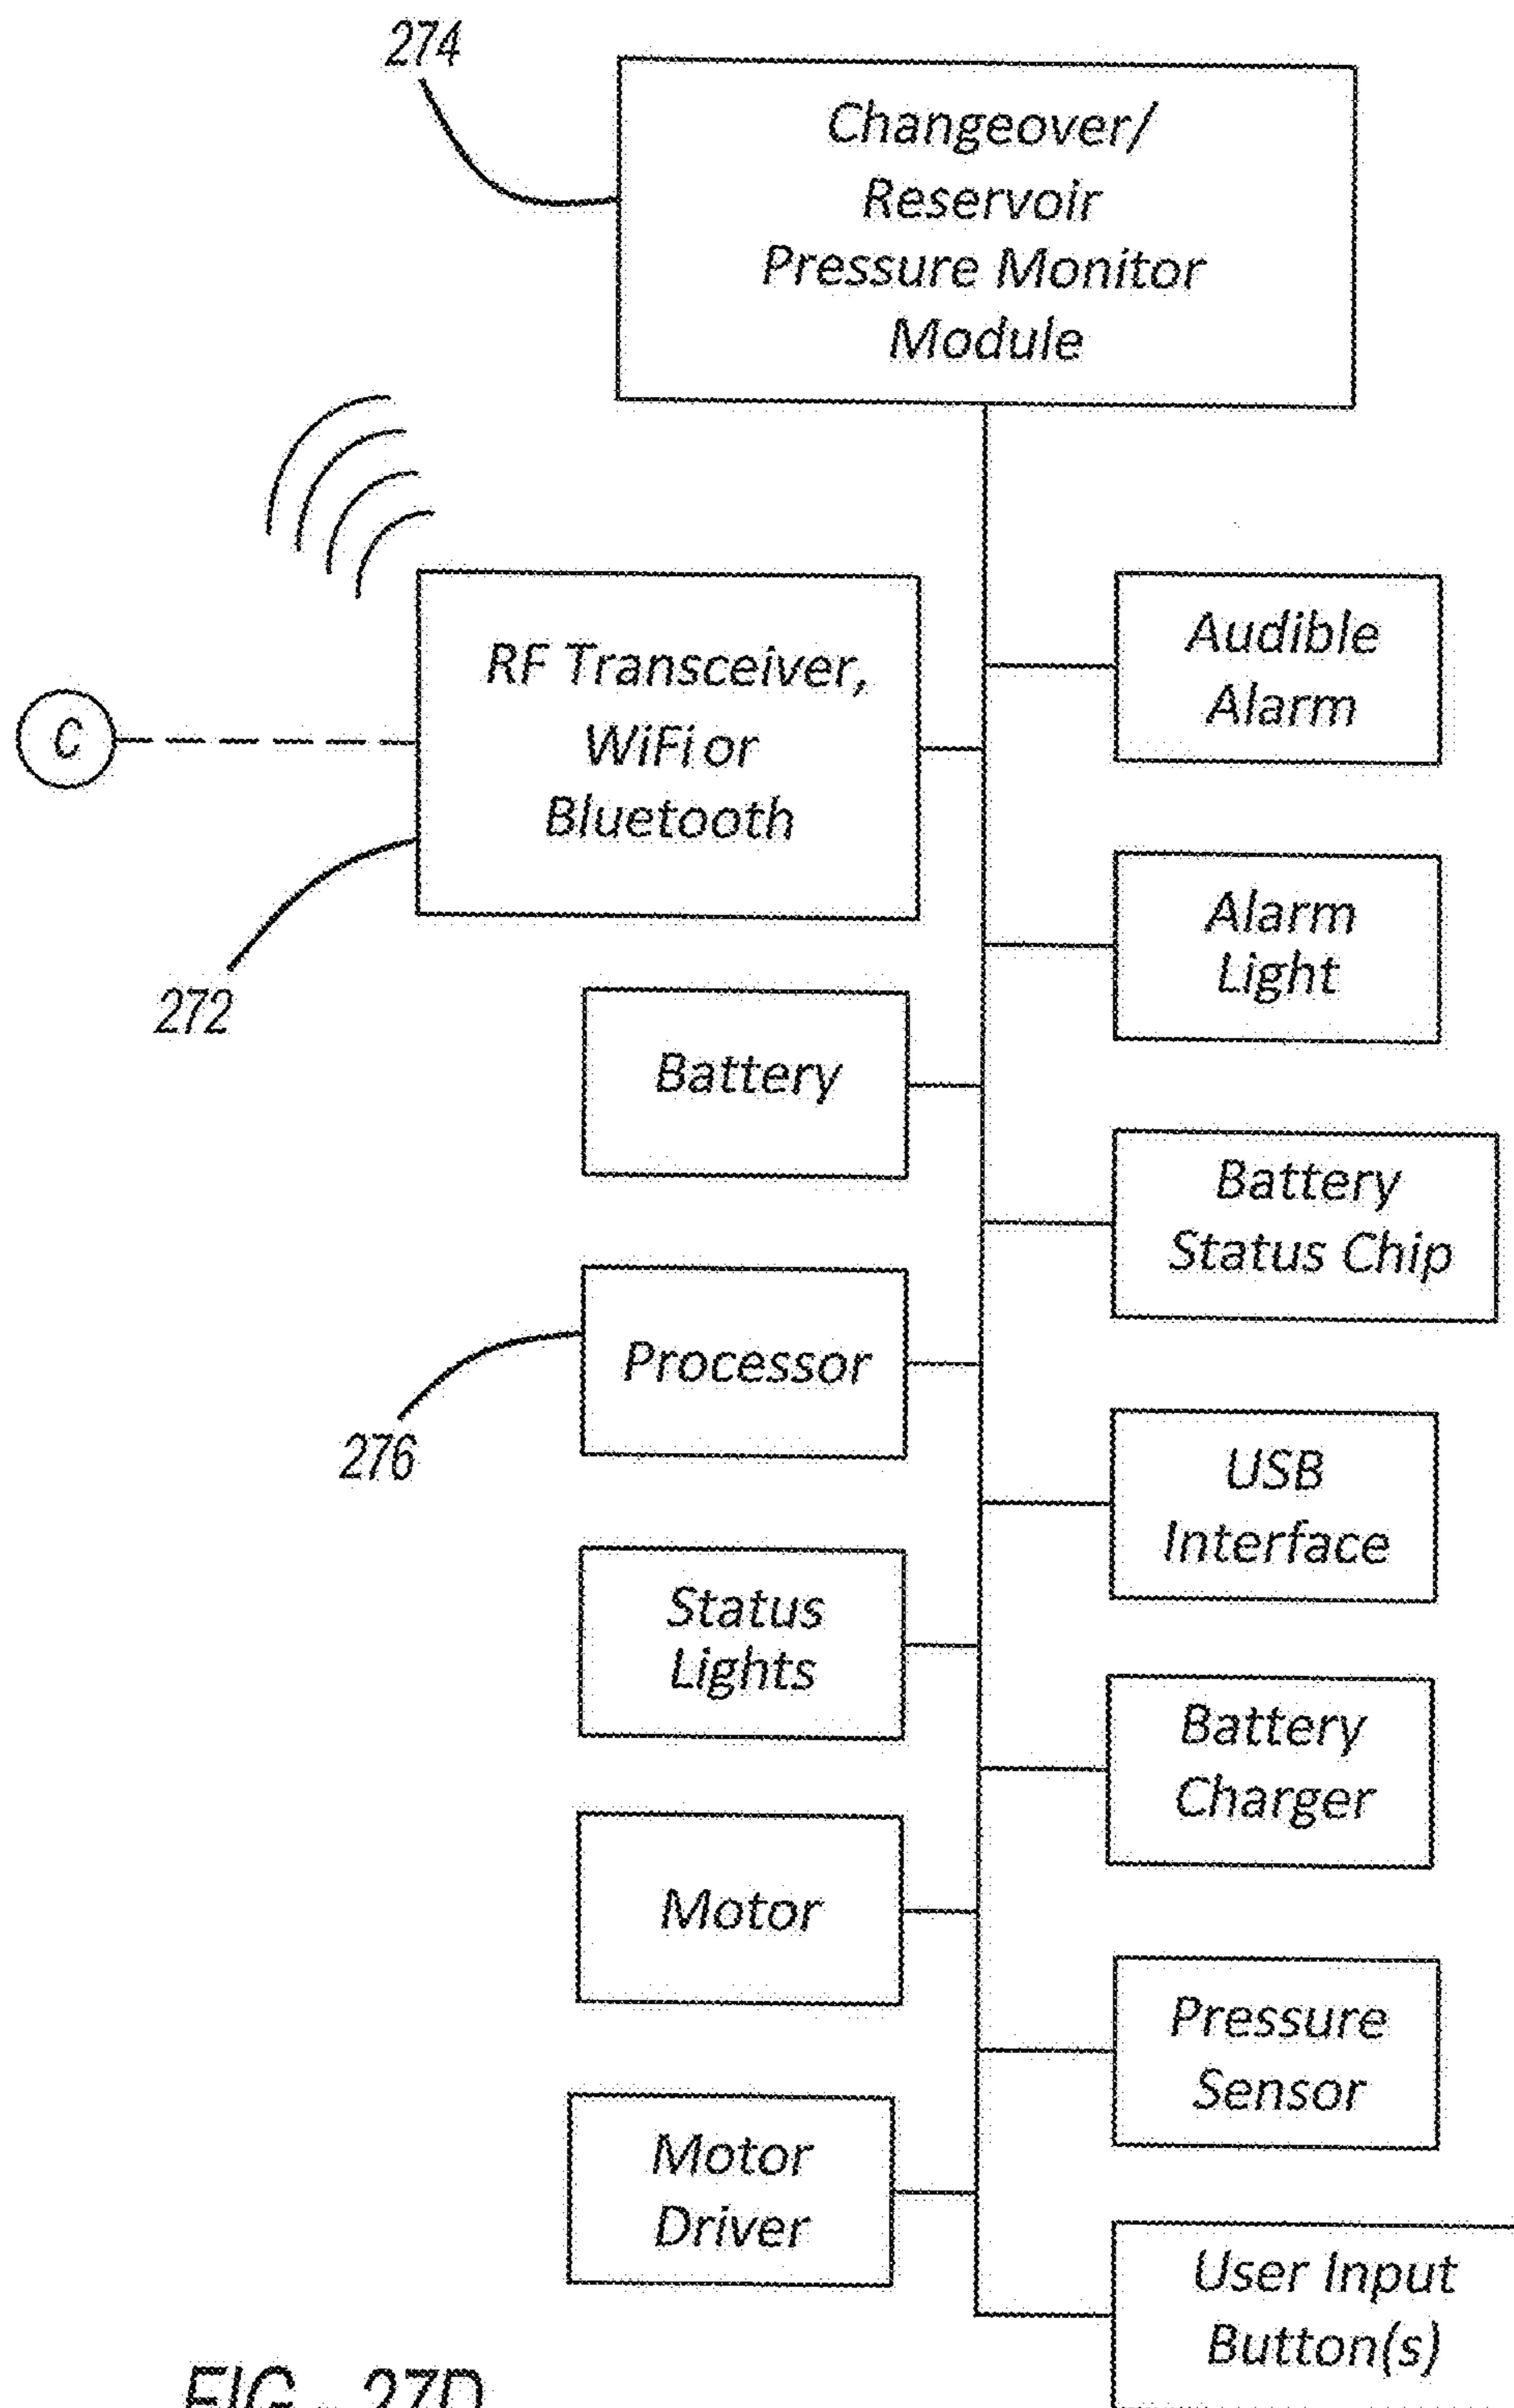 274
Changeover/
Reservoir
Pressure Monitor
Module
RF Transceiver,
WiFi or
Bluetooth
C
272
Audible
Alarm
Alarm
Light
Battery
Battery
Status Chip
Processor
276
USB
Interface
Status
Lights
Battery
Charger
Motor
Pressure
Sensor
Motor
Driver
User Input
Button(s)
FIG - 27D